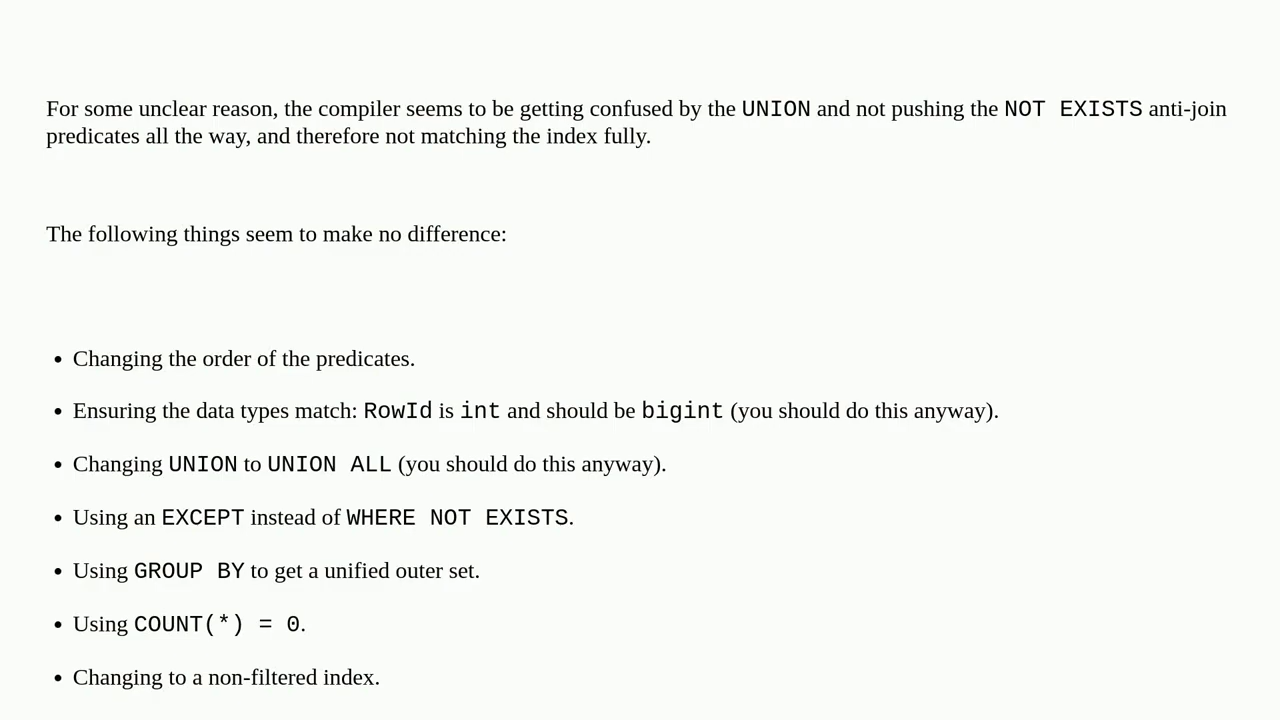 For some unclear reason, the compiler seems to be getting confused by the UNION and not pushing the NOT EXISTS anti-join
predicates all the way, and therefore not matching the index fully.
The following things seem to make no difference:
• Changing the order of the predicates.
• Ensuring the data types match: RowId is int and should be bigint (you should do this anyway).
• Changing UNION to UNION ALL (you should do this anyway).
• Using an EXCEPT instead of WHERE NOT EXISTS.
• Using GROUP BY to get a unified outer set.
• Using COUNT(*) = 0.
• Changing to a non-filtered index.